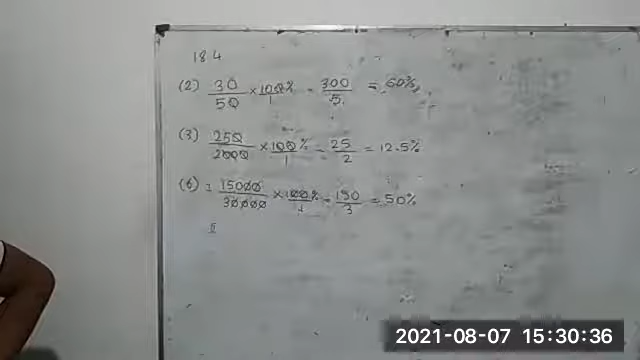 18.4
(2) 30/50 × 100%/1 = 300/5 = 60%
(3) 250/2000 × 100%/1 = 25/2 = 12.5%
(6) = 15000/30000 × 100%/1 = 150/3 = 50%
2021-08-07 15:30:36